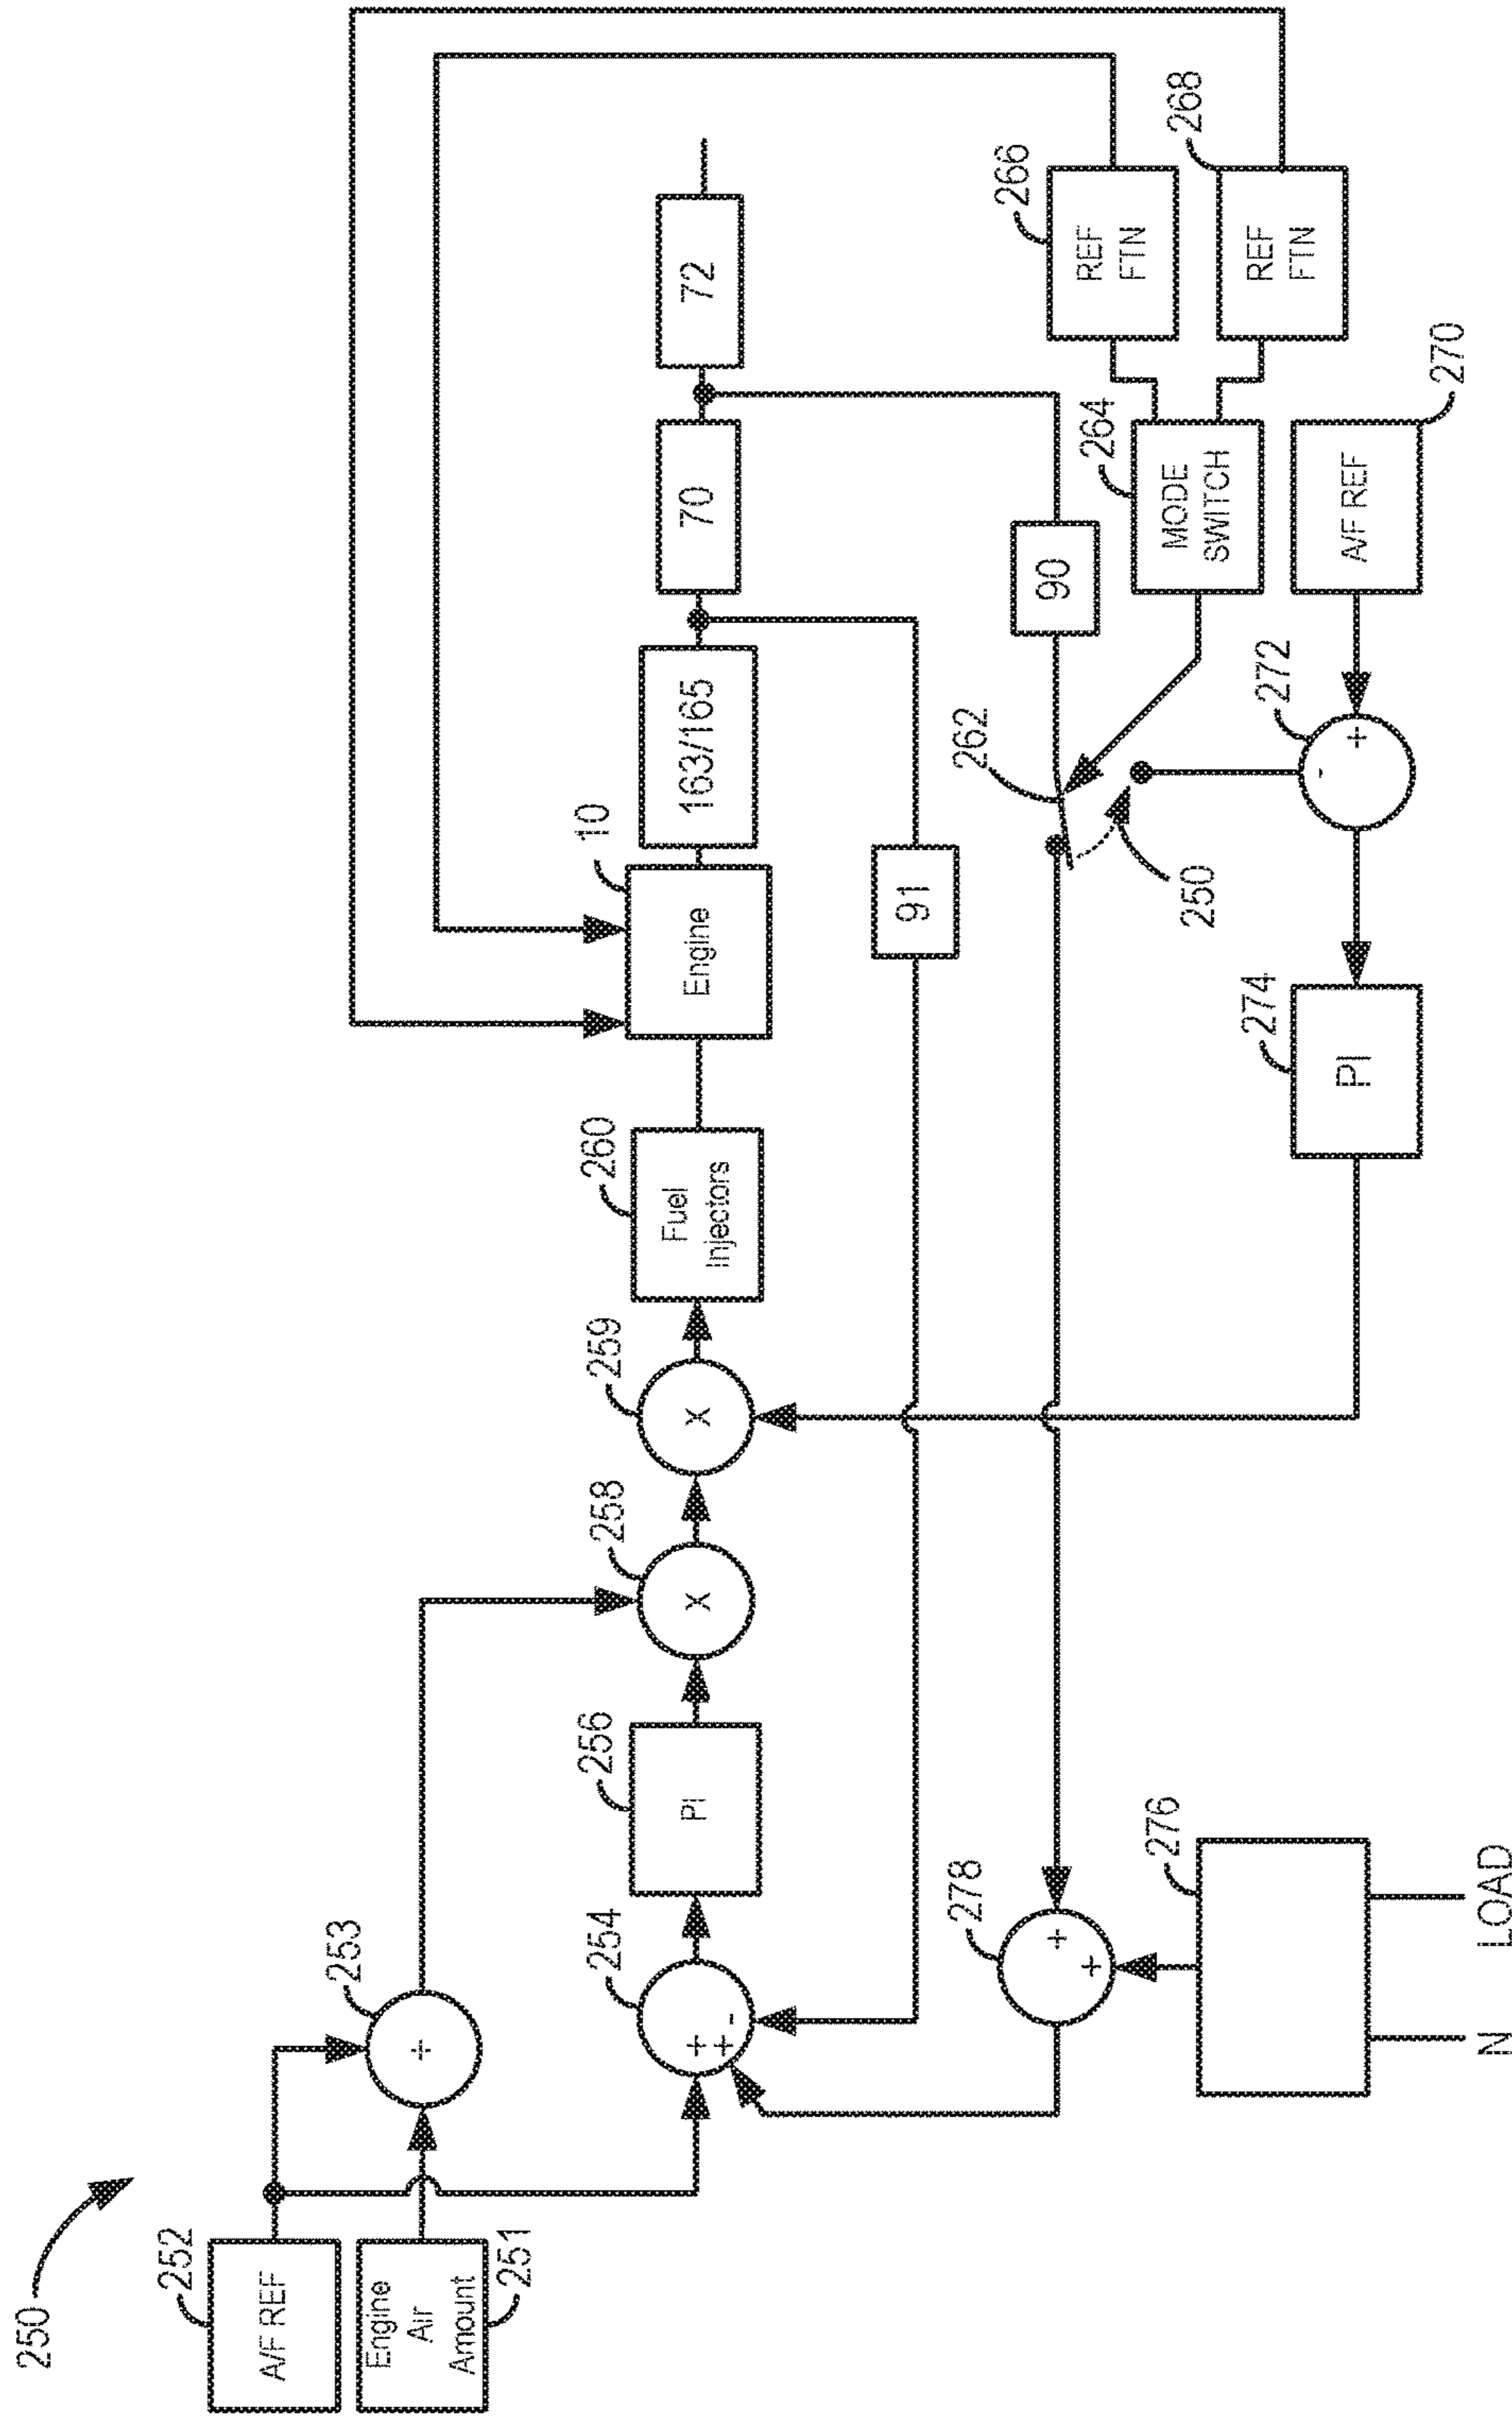 250
252
A/F REF
Engine
Air
Amount
251
253
÷
254
+
+
-
256
PI
258
X
259
X
260
Fuel
Injectors
10
Engine
163/165
70
72
91
90
278
+
+
262
250
264
MODE
SWITCH
266
REF
FTN
268
REF
FTN
276
N
LOAD
274
PI
272
-
+
A/F REF
270